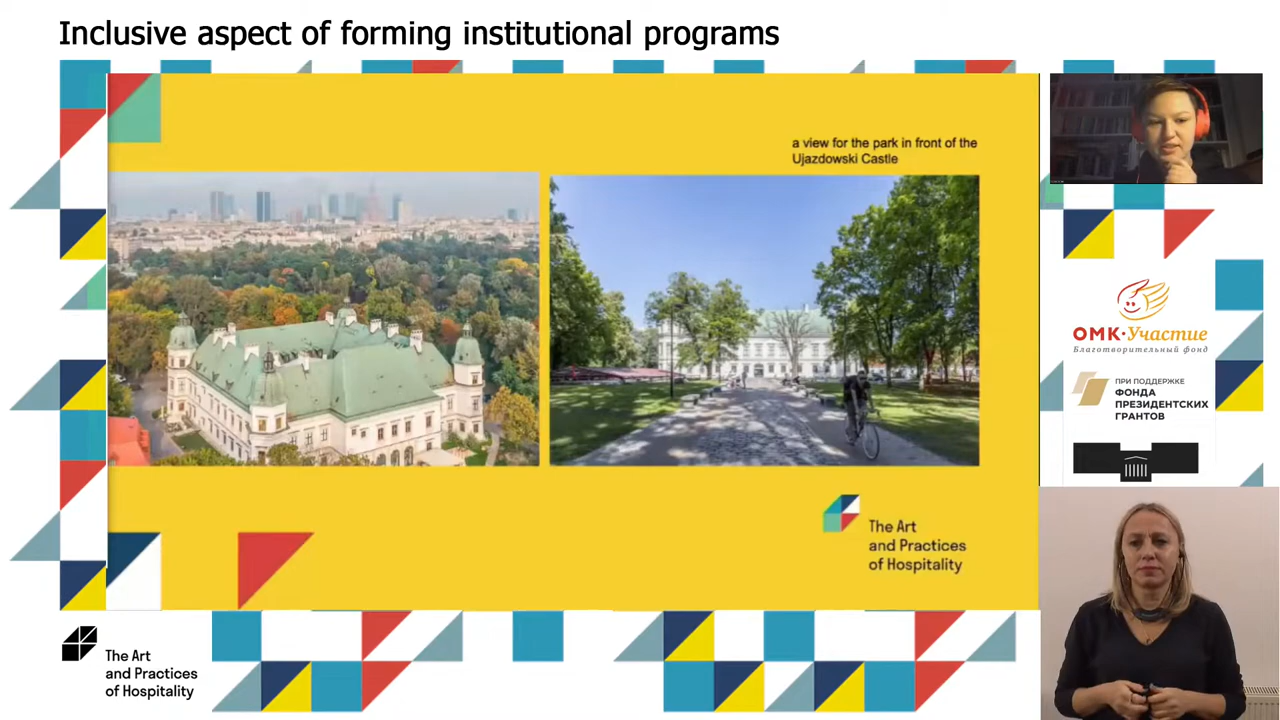 Inclusive aspect of forming institutional programs
a view for the park in front of the
Ujazdowski Castle
ОМК·Участие
Благотворительный фонд
ПРИ ПОДДЕРЖКЕ
ФОНДА
ПРЕЗИДЕНТСКИХ
ГРАНТОВ
The Art
and Practices
of Hospitality
The Art
and Practices
of Hospitality